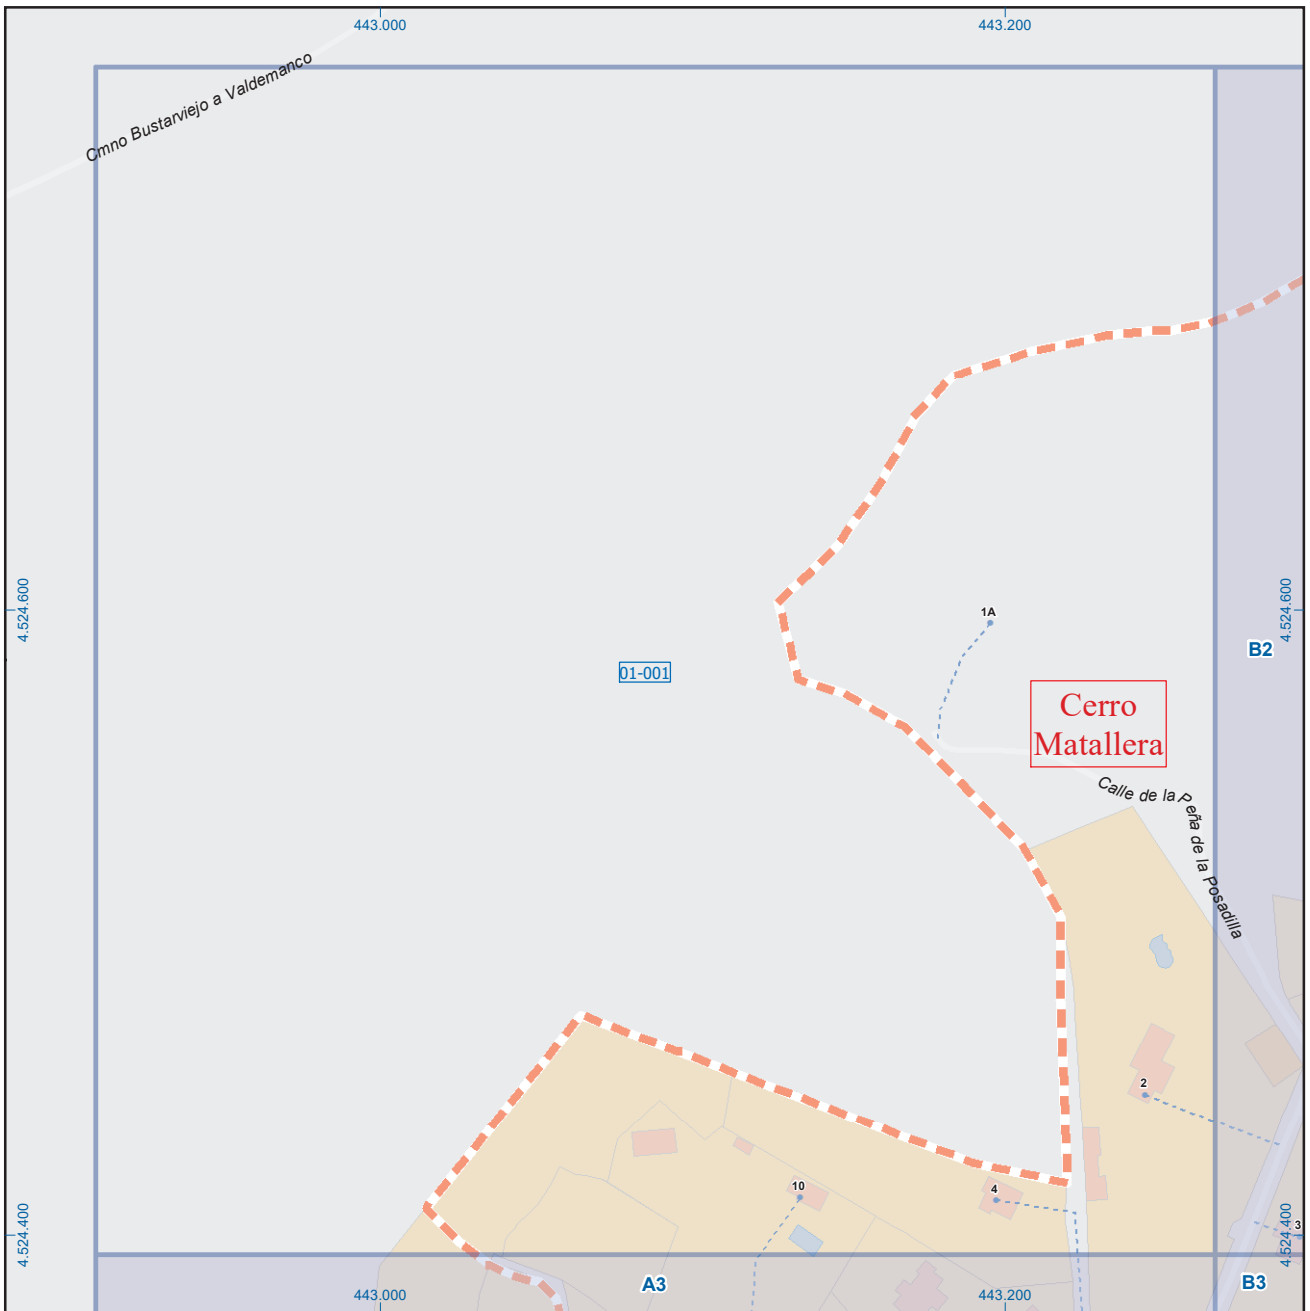 443.000
443.200
Cmno Bustarviejo a Valdemanco
4.524.600
4.524.600
1A
B2
01-001
Cerro
Matallera
Calle de la Peña de la Posadilla
2
10
4
3
4.524.400
4.524.400
A3
B3
443.000
443.200